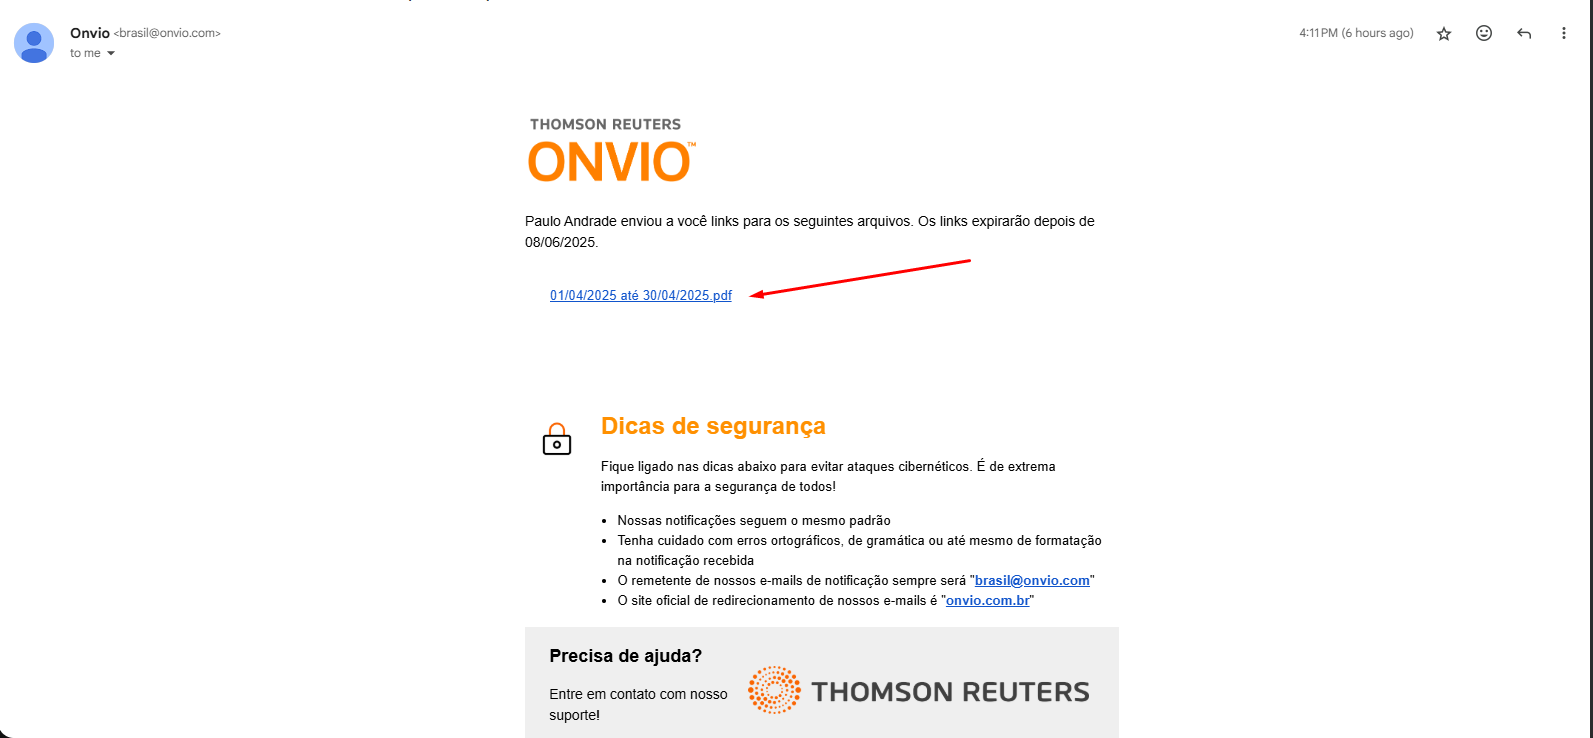 Onvio <brasil@onvio.com>
4:11 PM (6 hours ago)
to me
THOMSON REUTERS
ONVIO™
Paulo Andrade enviou a você links para os seguintes arquivos. Os links expirarão depois de
08/06/2025.
01/04/2025 até 30/04/2025.pdf
Dicas de segurança
Fique ligado nas dicas abaixo para evitar ataques cibernéticos. É de extrema
importância para a segurança de todos!
• Nossas notificações seguem o mesmo padrão
• Tenha cuidado com erros ortográficos, de gramática ou até mesmo de formatação
na notificação recebida
• O remetente de nossos e-mails de notificação sempre será "brasil@onvio.com"
• O site oficial de redirecionamento de nossos e-mails é "onvio.com.br"
Precisa de ajuda?
Entre em contato com nosso
suporte!
THOMSON REUTERS